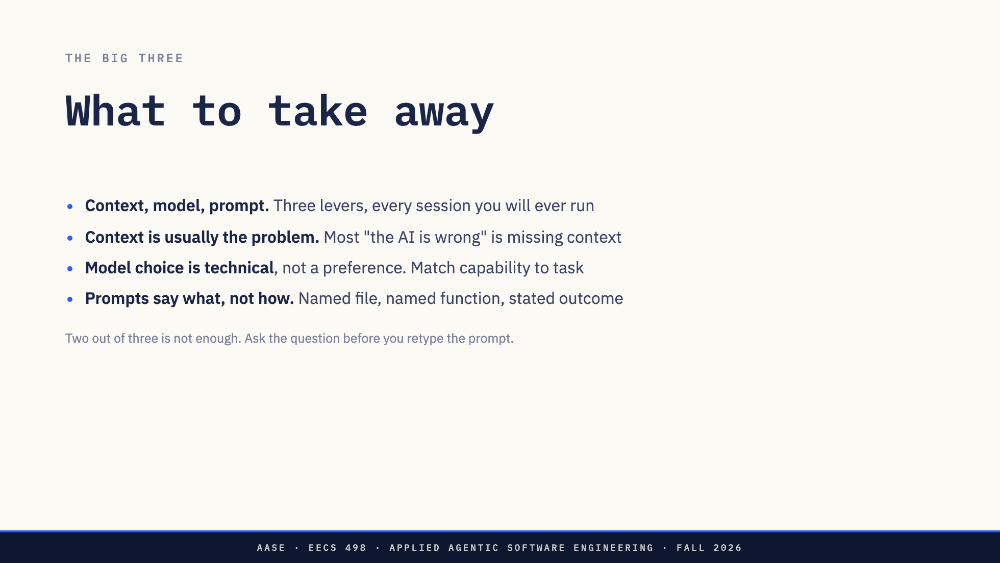 THE BIG THREE
What to take away
• Context, model, prompt. Three levers, every session you will ever run
• Context is usually the problem. Most "the AI is wrong" is missing context
• Model choice is technical, not a preference. Match capability to task
• Prompts say what, not how. Named file, named function, stated outcome
Two out of three is not enough. Ask the question before you retype the prompt.
AASE · EECS 498 · APPLIED AGENTIC SOFTWARE ENGINEERING · FALL 2026